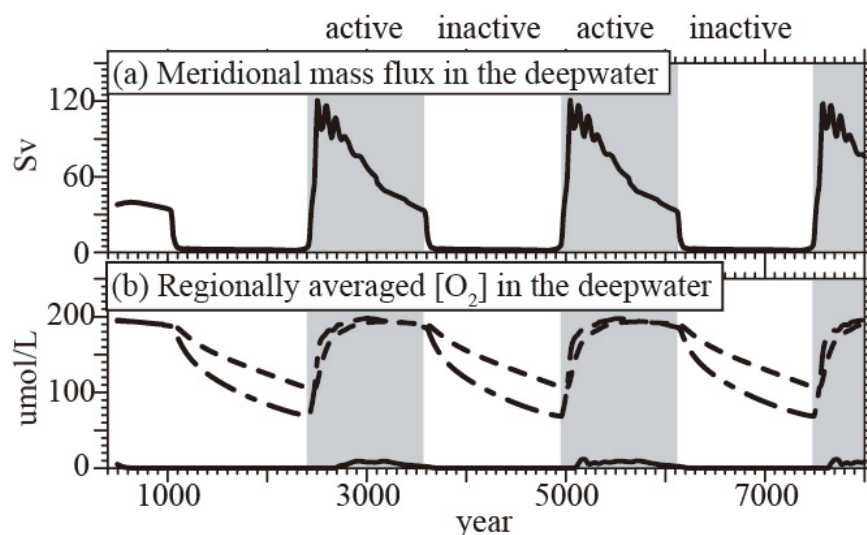 active inactive active inactive
(a) Meridional mass flux in the deepwater
120
Sv
60
0
(b) Regionally averaged [O₂] in the deepwater
200
umol/L
100
0
1000 3000 5000 7000
year